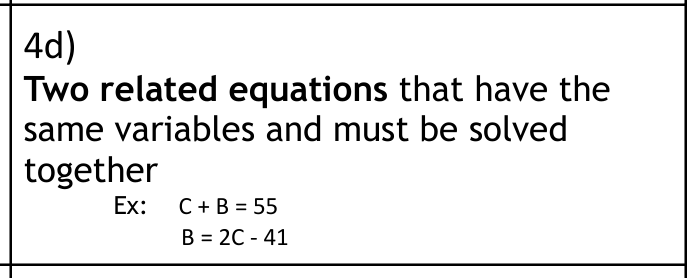 4d)
Two related equations that have the
same variables and must be solved
together
Ex: C + B = 55
B = 2C - 41